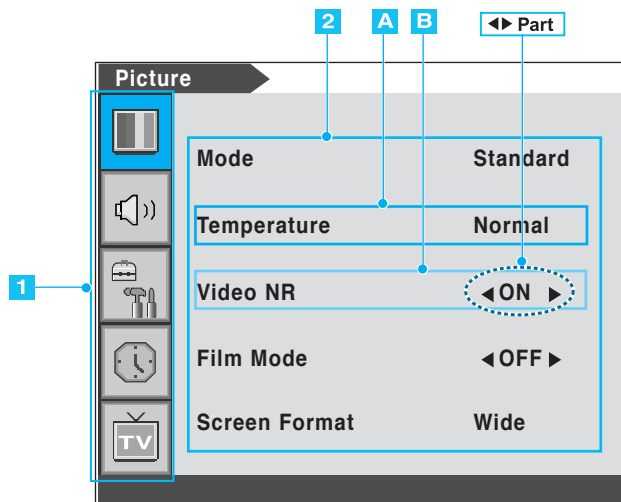 2 A B ◀▶ Part
Picture
Mode Standard
Temperature Normal
1 Video NR ◀ ON ▶
Film Mode ◀ OFF ▶
Screen Format Wide
TV